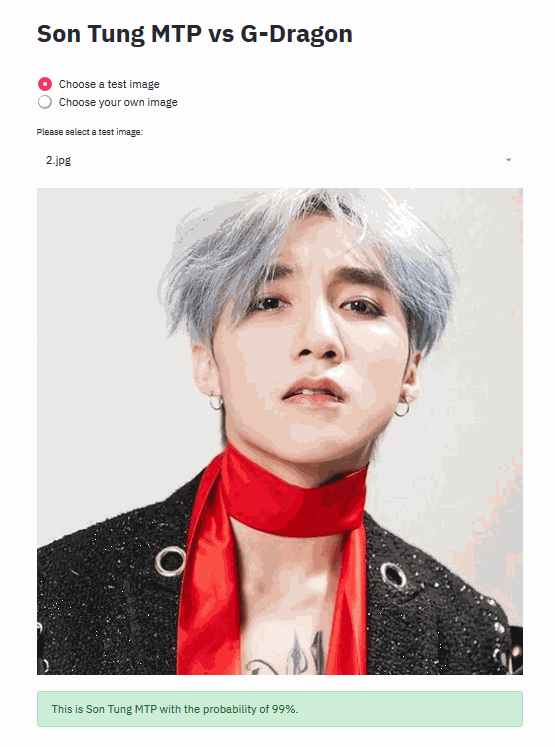 Son Tung MTP vs G-Dragon
Choose a test image
Choose your own image
Please select a test image:
2.jpg
This is Son Tung MTP with the probability of 99%.